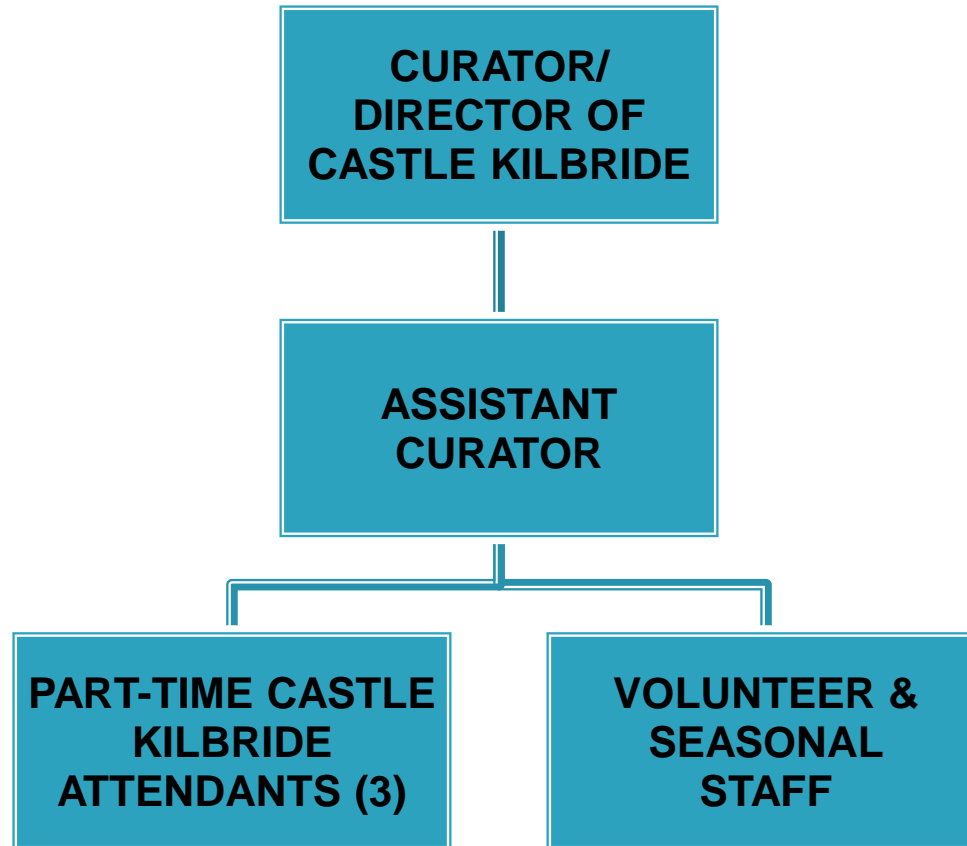 CURATOR/
DIRECTOR OF
CASTLE KILBRIDE
ASSISTANT
CURATOR
PART-TIME CASTLE
KILBRIDE
ATTENDANTS (3)
VOLUNTEER &
SEASONAL
STAFF